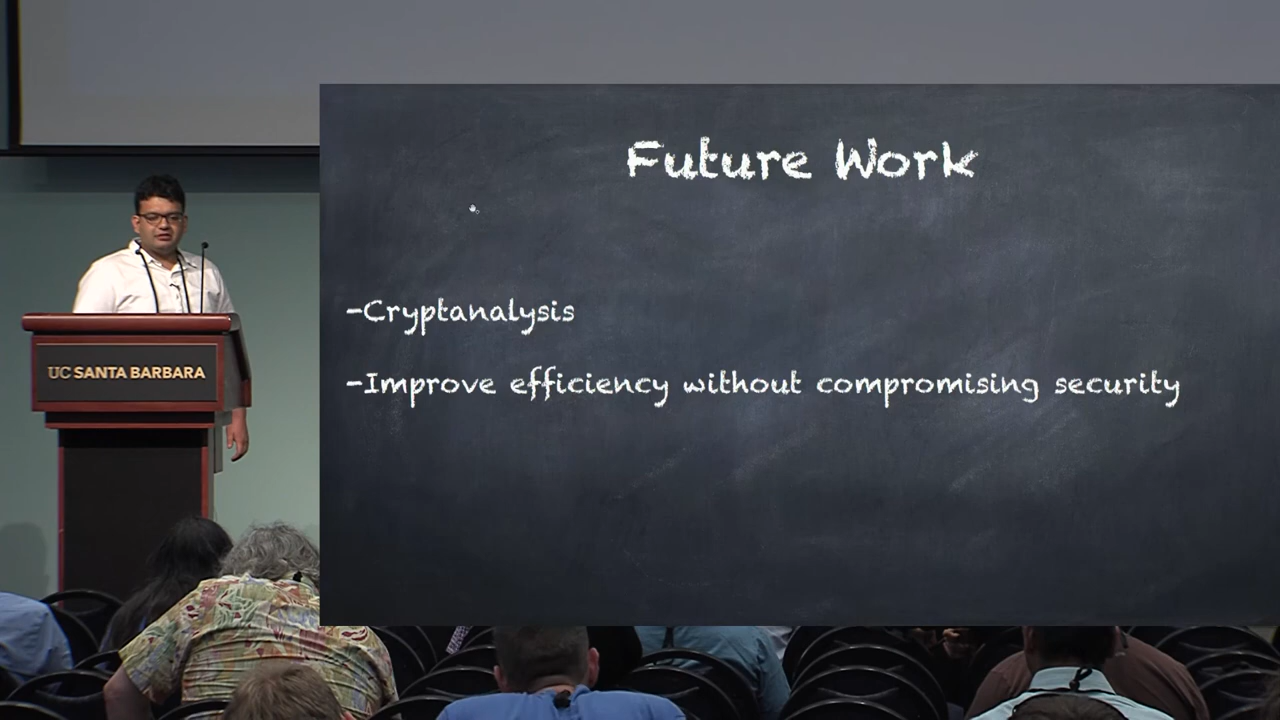 Future Work
-Cryptanalysis
-Improve efficiency without compromising security
UC SANTA BARBARA